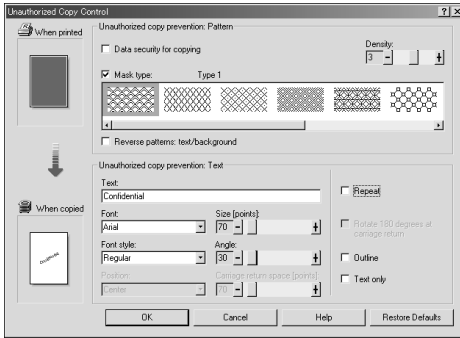 Unauthorized Copy Control
When printed
When copied
Confidential
Unauthorized copy prevention: Pattern
Data security for copying
Density:
3
Mask type: Type 1
Reverse patterns: text/background
Unauthorized copy prevention: Text
Text:
Confidential
Font:
Size [points]:
Arial
70
Font style:
Angle:
Regular
30
Position:
Carriage return space [points]:
Center
70
Repeat
Rotate 180 degrees at
carriage return
Outline
Text only
OK
Cancel
Help
Restore Defaults